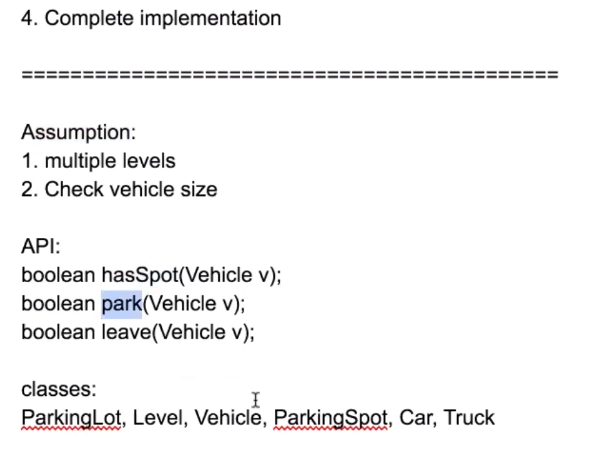 4. Complete implementation
============================================
Assumption:
1. multiple levels
2. Check vehicle size
API:
boolean hasSpot(Vehicle v);
boolean park(Vehicle v);
boolean leave(Vehicle v);
classes:
ParkingLot, Level, Vehicle, ParkingSpot, Car, Truck